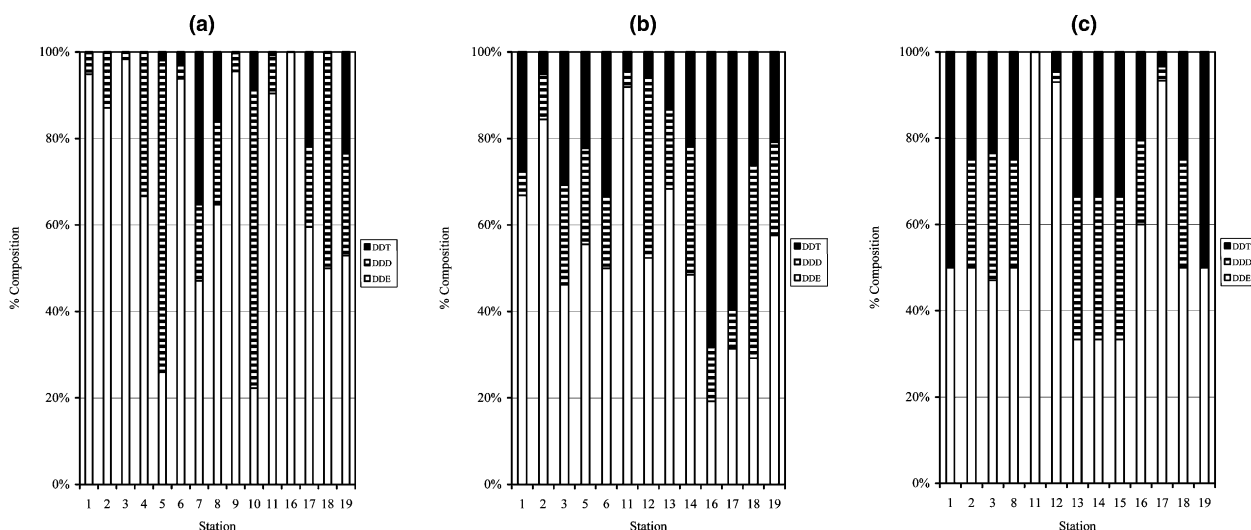 (a)
100%
80%
60%
40%
20%
0%
% Composition
1 2 3 4 5 6 7 8 9 10 11 16 17 18 19
Station
DDT
DDD
DDE
(b)
100%
80%
60%
40%
20%
0%
% Composition
1 2 3 5 6 11 12 13 14 16 17 18 19
Station
DDT
DDD
DDE
(c)
100%
80%
60%
40%
20%
0%
% Composition
1 2 3 8 11 12 13 14 15 16 17 18 19
Station
DDT
DDD
DDE